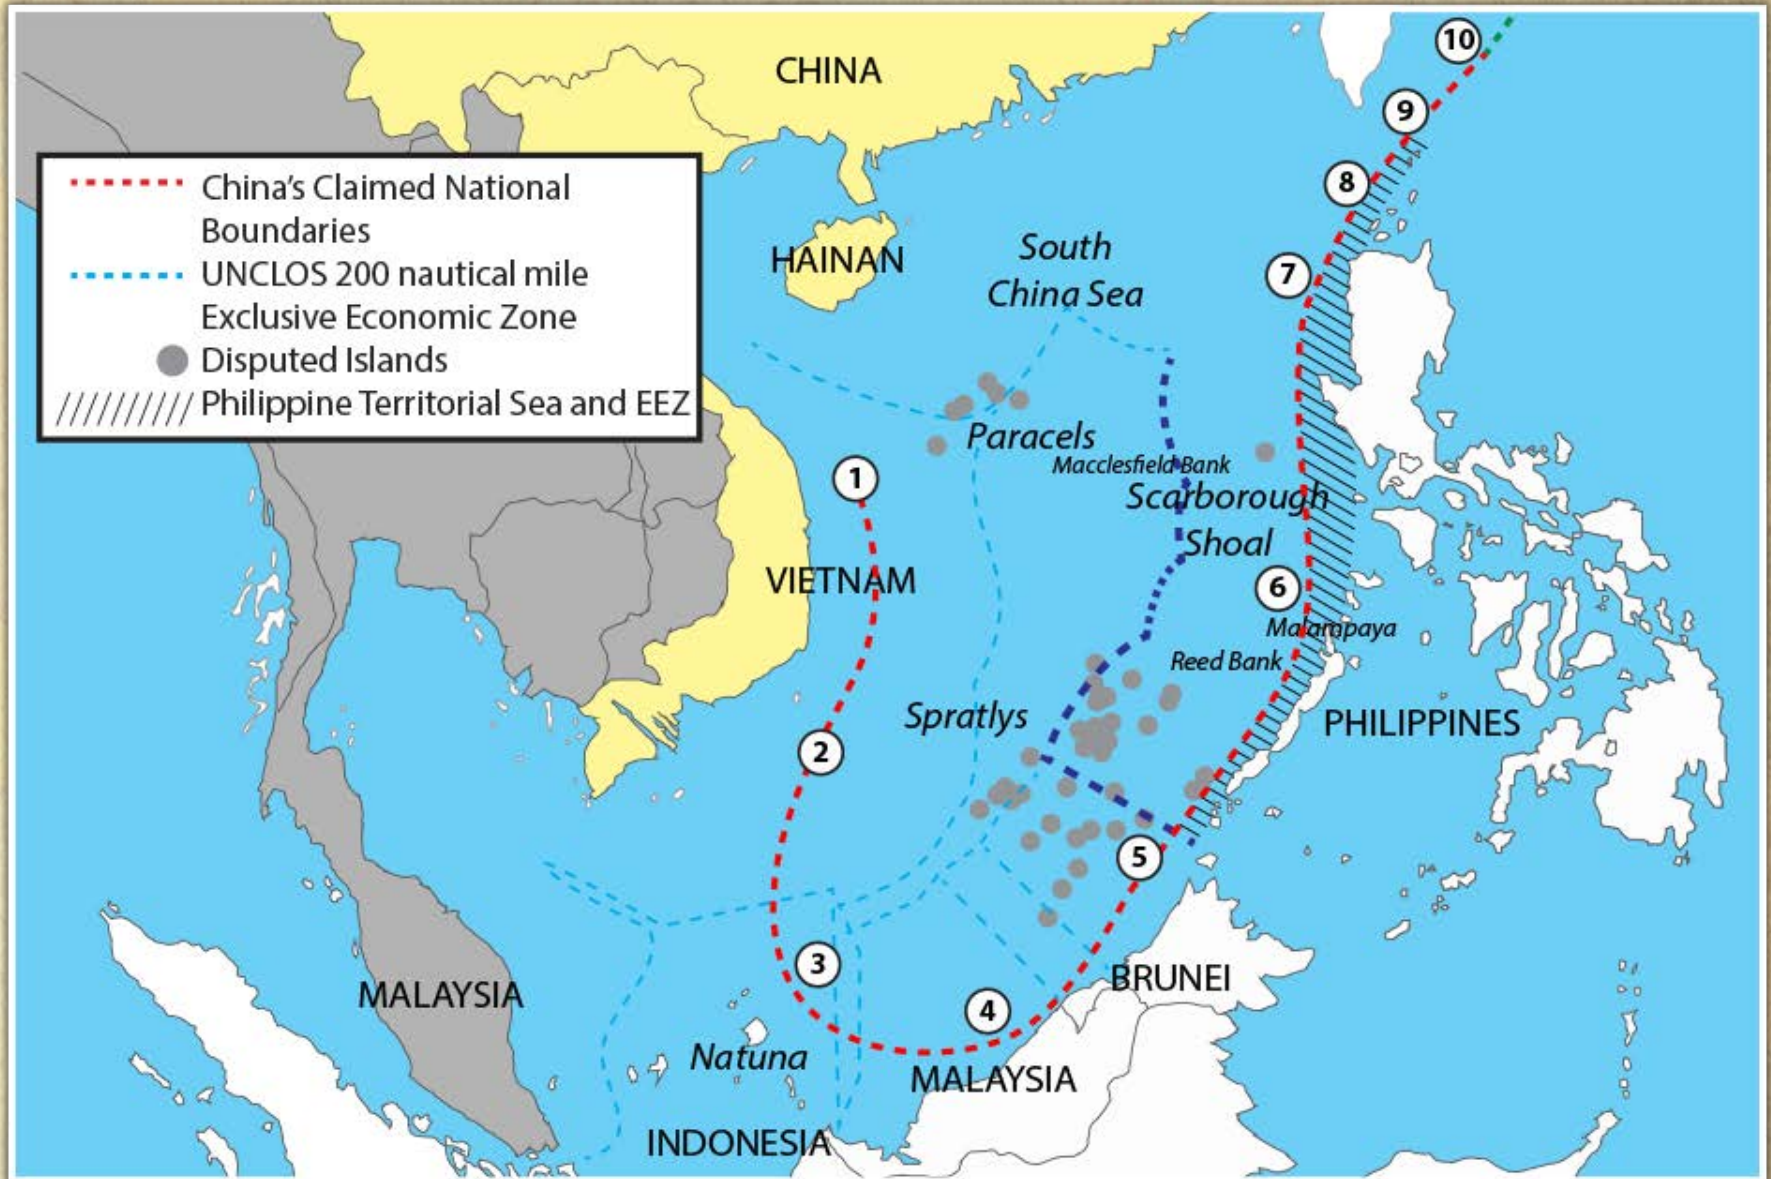 CHINA
10
9
China's Claimed National
Boundaries
8
UNCLOS 200 nautical mile
Exclusive Economic Zone
HAINAN
South
China Sea
7
Disputed Islands
Philippine Territorial Sea and EEZ
Paracels
Macclesfield Bank
1
Scarborough
Shoal
VIETNAM
6
Malampaya
Reed Bank
Spratlys
PHILIPPINES
2
5
3
BRUNEI
MALAYSIA
4
Natuna
MALAYSIA
INDONESIA